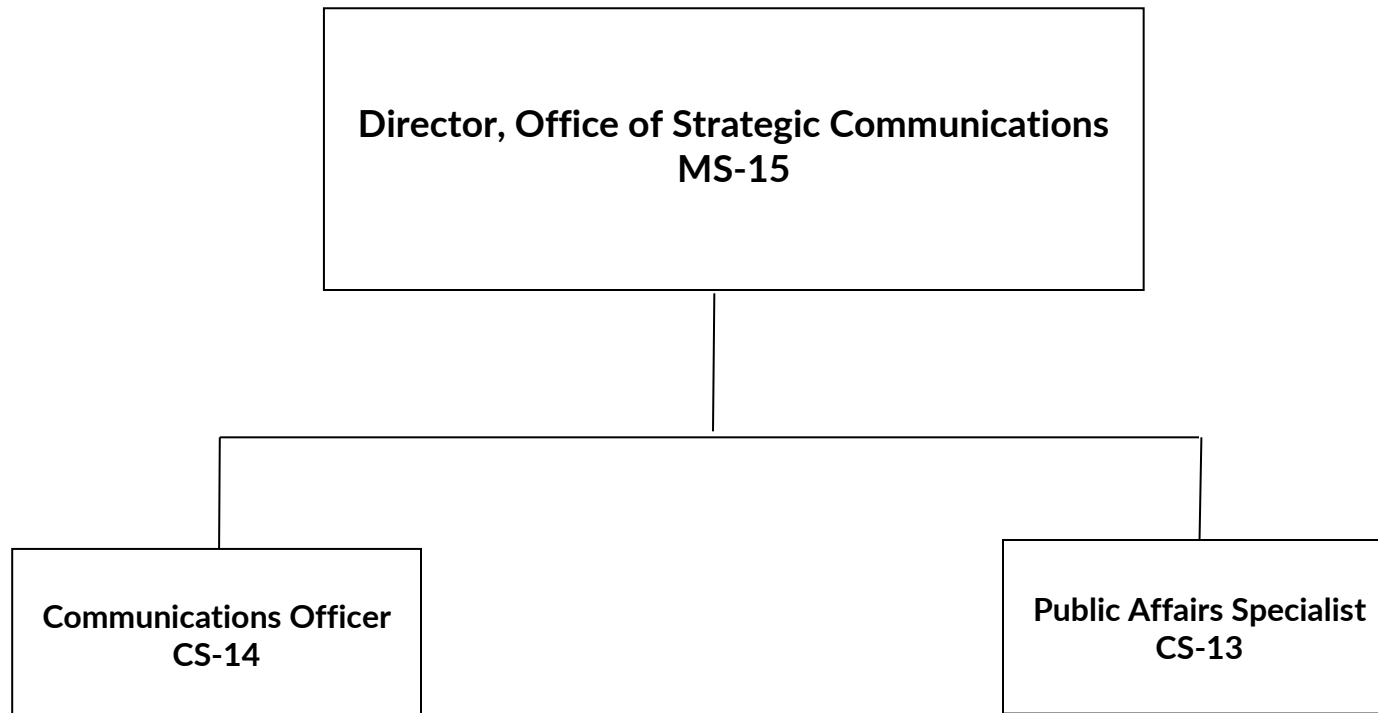 Director, Office of Strategic Communications
MS-15
Communications Officer
CS-14
Public Affairs Specialist
CS-13